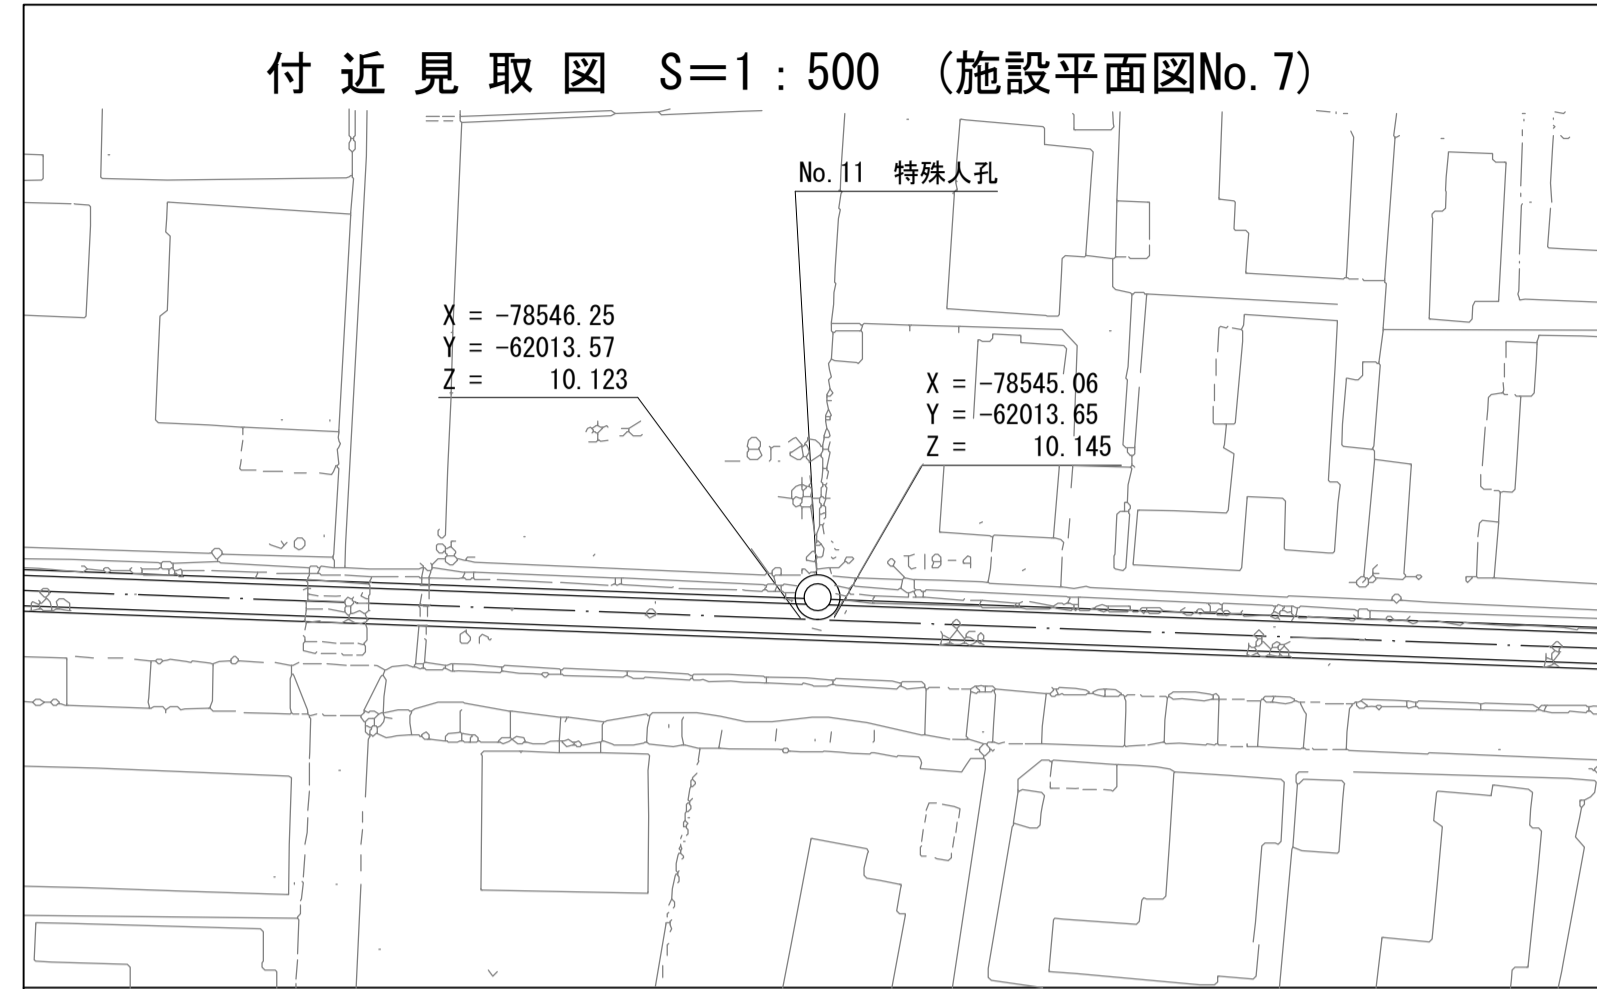 付近見取図 S=1:500 (施設平面図No.7)
No.11 特殊人孔
X = -78546.25
Y = -62013.57
Z = 10.123
X = -78545.06
Y = -62013.65
Z = 10.145